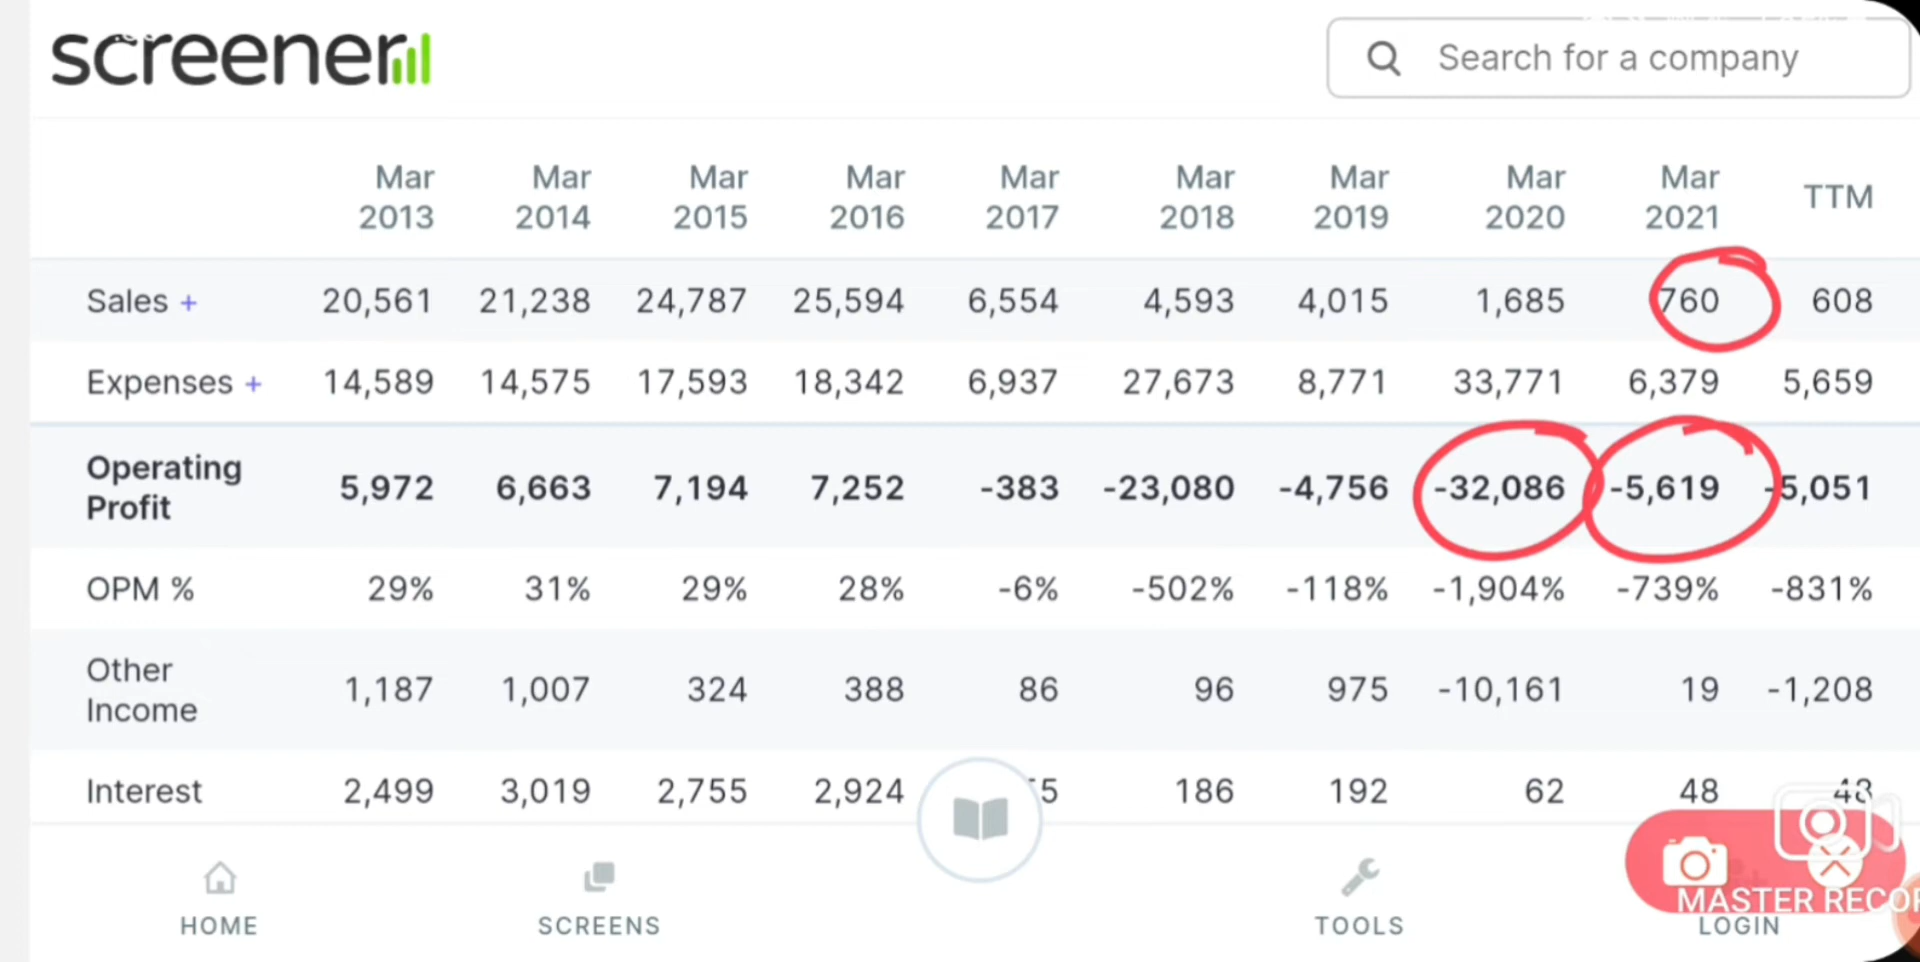 screener
Search for a company
Mar 2013 Mar 2014 Mar 2015 Mar 2016 Mar 2017 Mar 2018 Mar 2019 Mar 2020 Mar 2021 TTM
Sales + 20,561 21,238 24,787 25,594 6,554 4,593 4,015 1,685 760 608
Expenses + 14,589 14,575 17,593 18,342 6,937 27,673 8,771 33,771 6,379 5,659
Operating Profit 5,972 6,663 7,194 7,252 -383 -23,080 -4,756 -32,086 -5,619 -5,051
OPM % 29% 31% 29% 28% -6% -502% -118% -1,904% -739% -831%
Other Income 1,187 1,007 324 388 86 96 975 -10,161 19 -1,208
Interest 2,499 3,019 2,755 2,924 186 192 62 48
HOME SCREENS TOOLS LOGIN
MASTER RECOR